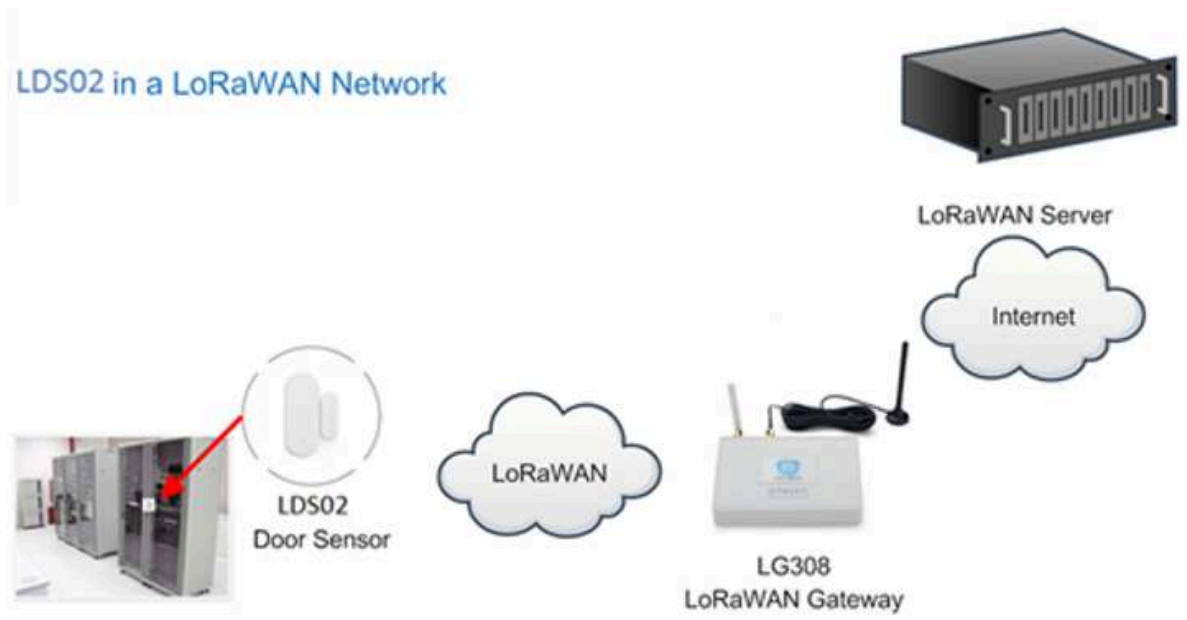 LDS02 in a LoRaWAN Network
LoRaWAN Server
Internet
LoRaWAN
LDS02
Door Sensor
LG308
LoRaWAN Gateway